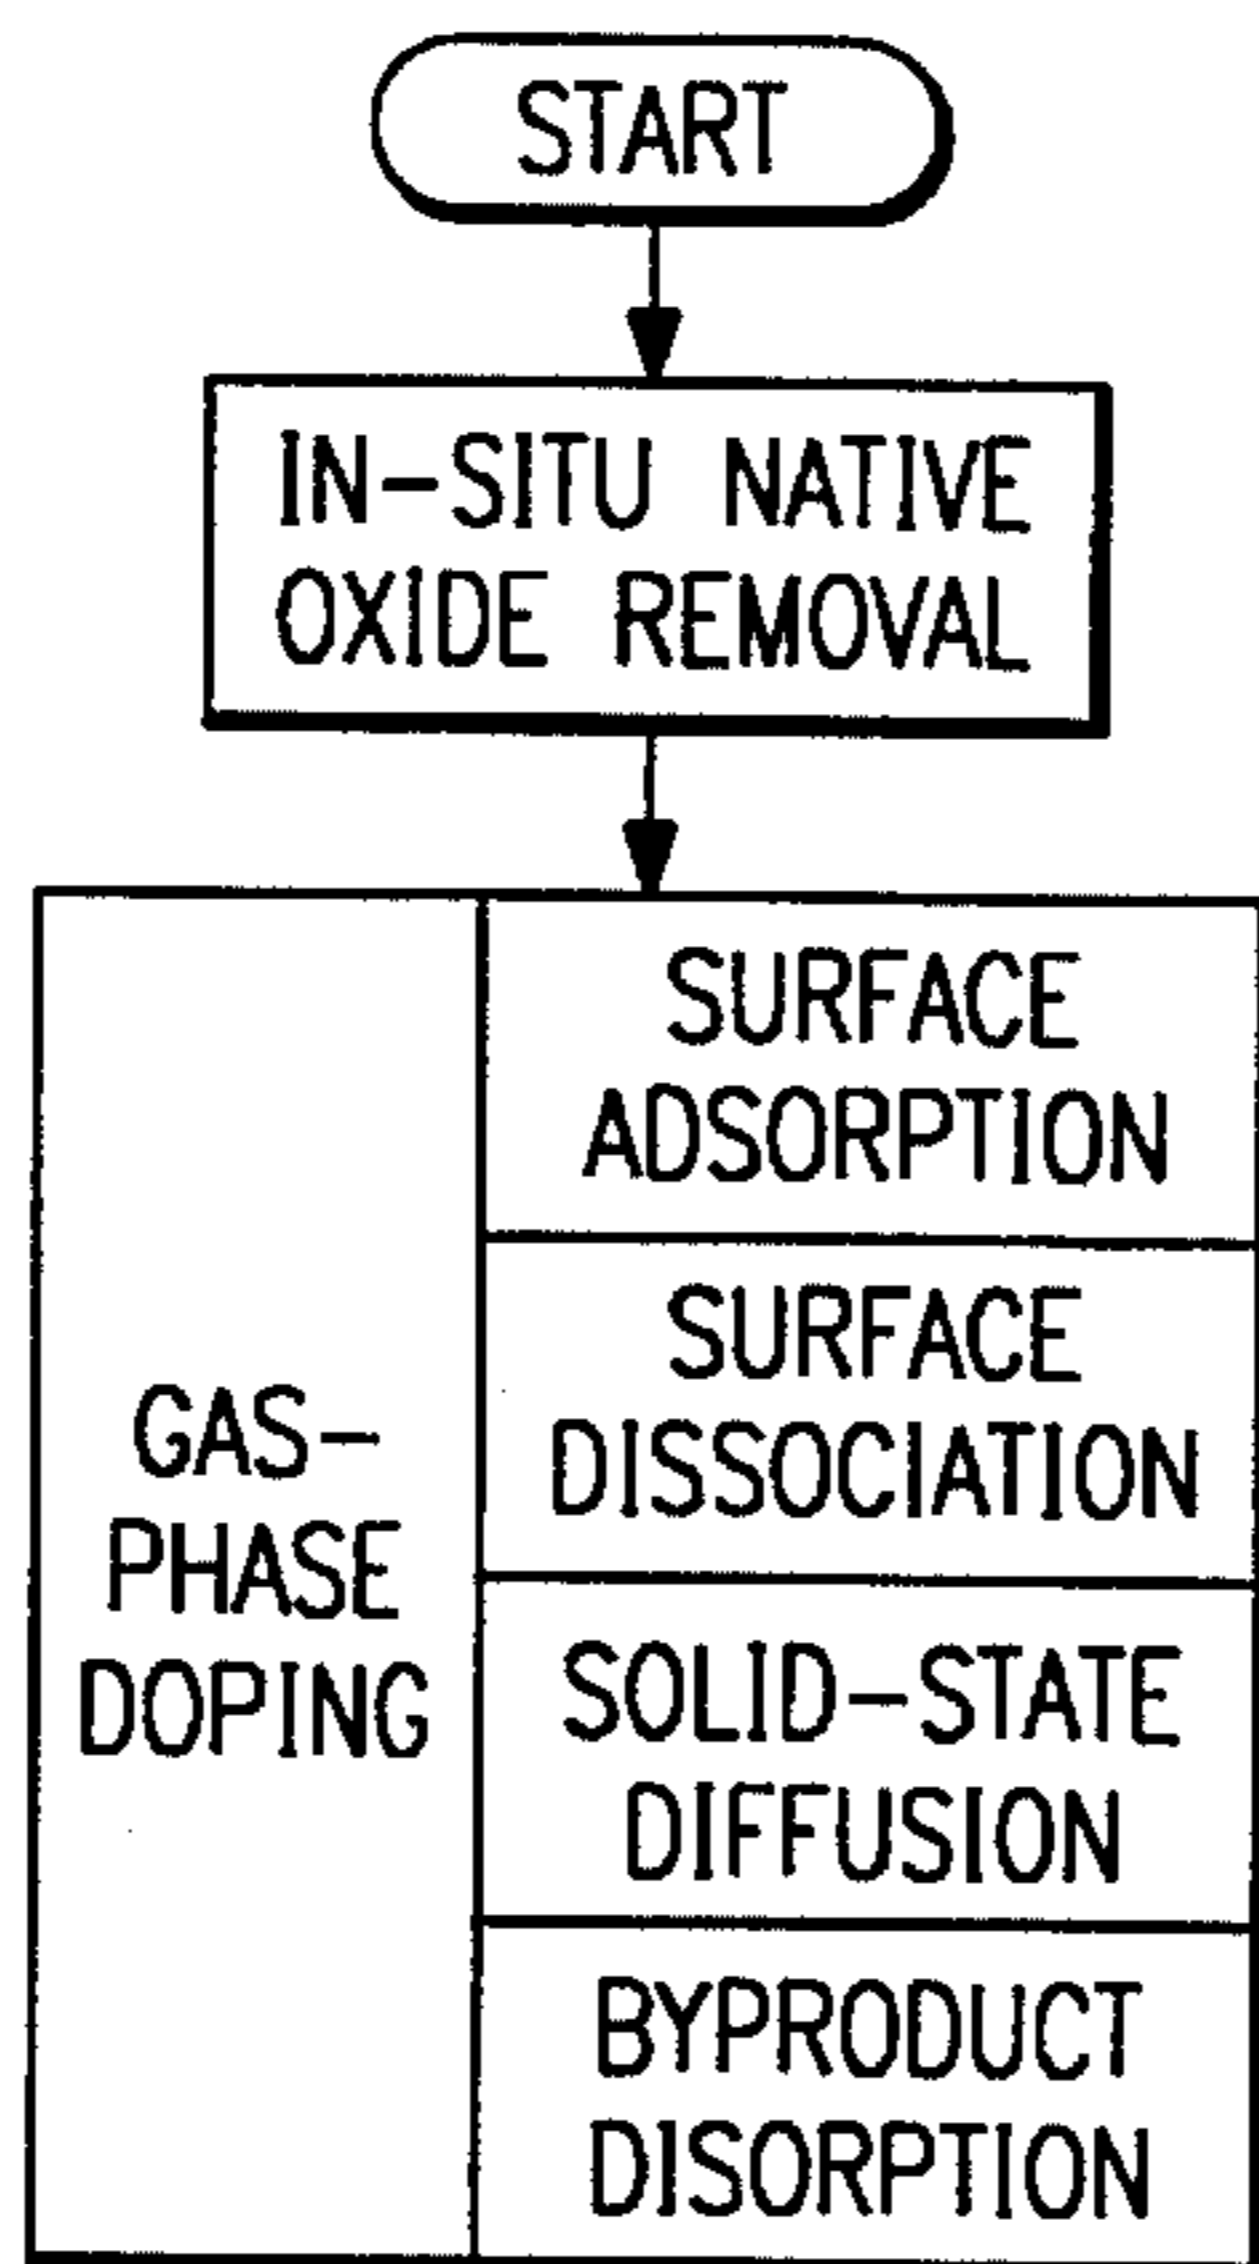 START
IN-SITU NATIVE
OXIDE REMOVAL
GAS-
PHASE
DOPING
SURFACE
ADSORPTION
SURFACE
DISSOCIATION
SOLID-STATE
DIFFUSION
BYPRODUCT
DISORPTION